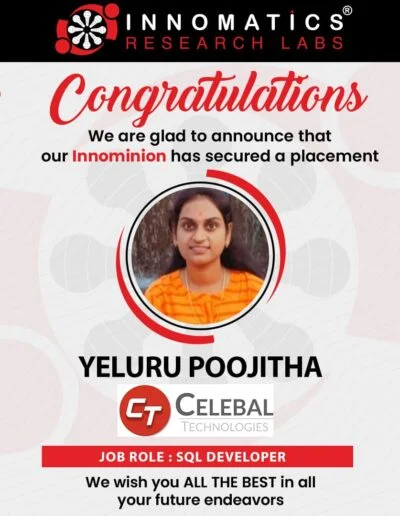 INNOMATICS®
RESEARCH LABS
Congratulations
We are glad to announce that
our Innominion has secured a placement
YELURU POOJITHA
CT CELEBAL
TECHNOLOGIES
JOB ROLE : SQL DEVELOPER
We wish you ALL THE BEST in all
your future endeavors